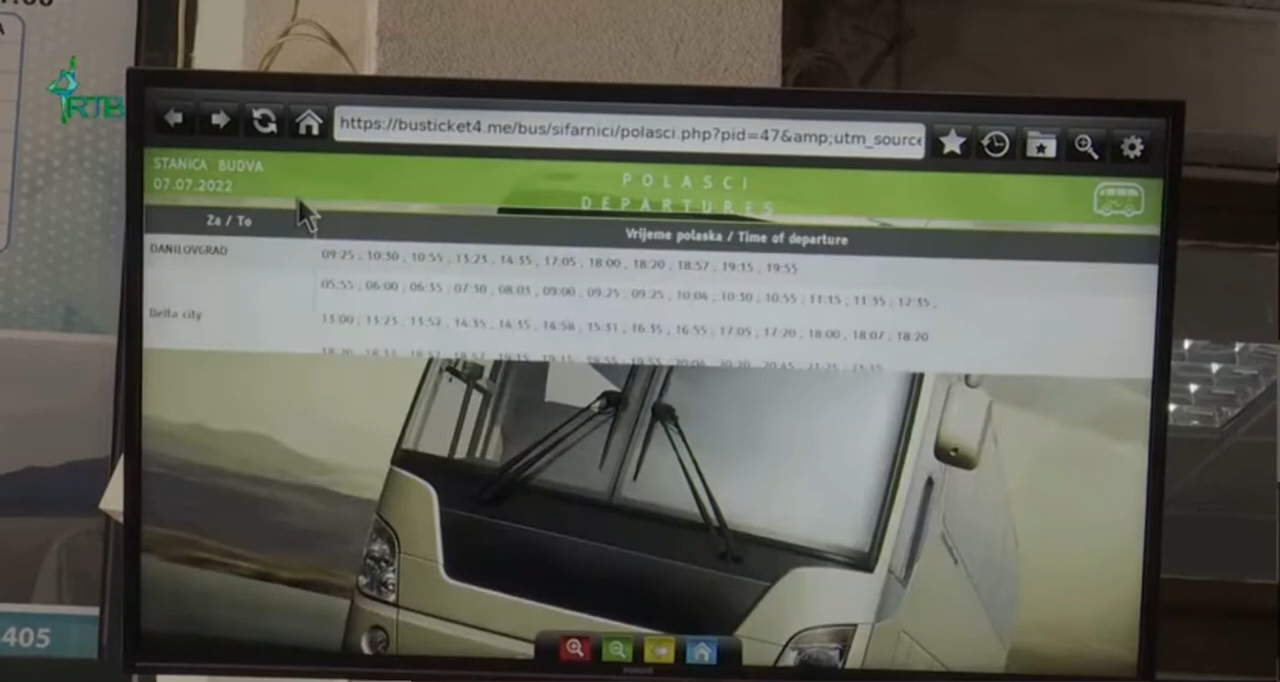 RTB
https://busticket4.me/bus/sifarnici/polasci.php?pid=47&amp;utm_source
STANICA BUDVA
07.07.2022
POLASCI
DEPARTURES
Za / To
Vrijeme polaska / Time of departure
DANILOVGRAD
09:25 , 10:30 , 10:55 , 13:25 , 14:35 , 17:05 , 18:00 , 18:20 , 18:57 , 19:15 , 19:55
05:55 , 06:00 , 06:35 , 07:30 , 08:03 , 09:00 , 09:25 , 09:25 , 10:04 , 10:30 , 10:55 , 11:15 , 11:35 , 12:35 ,
Delta city
13:00 , 13:25 , 13:52 , 14:35 , 14:35 , 14:58 , 15:31 , 16:35 , 16:55 , 17:05 , 17:20 , 18:00 , 18:07 , 18:20
405